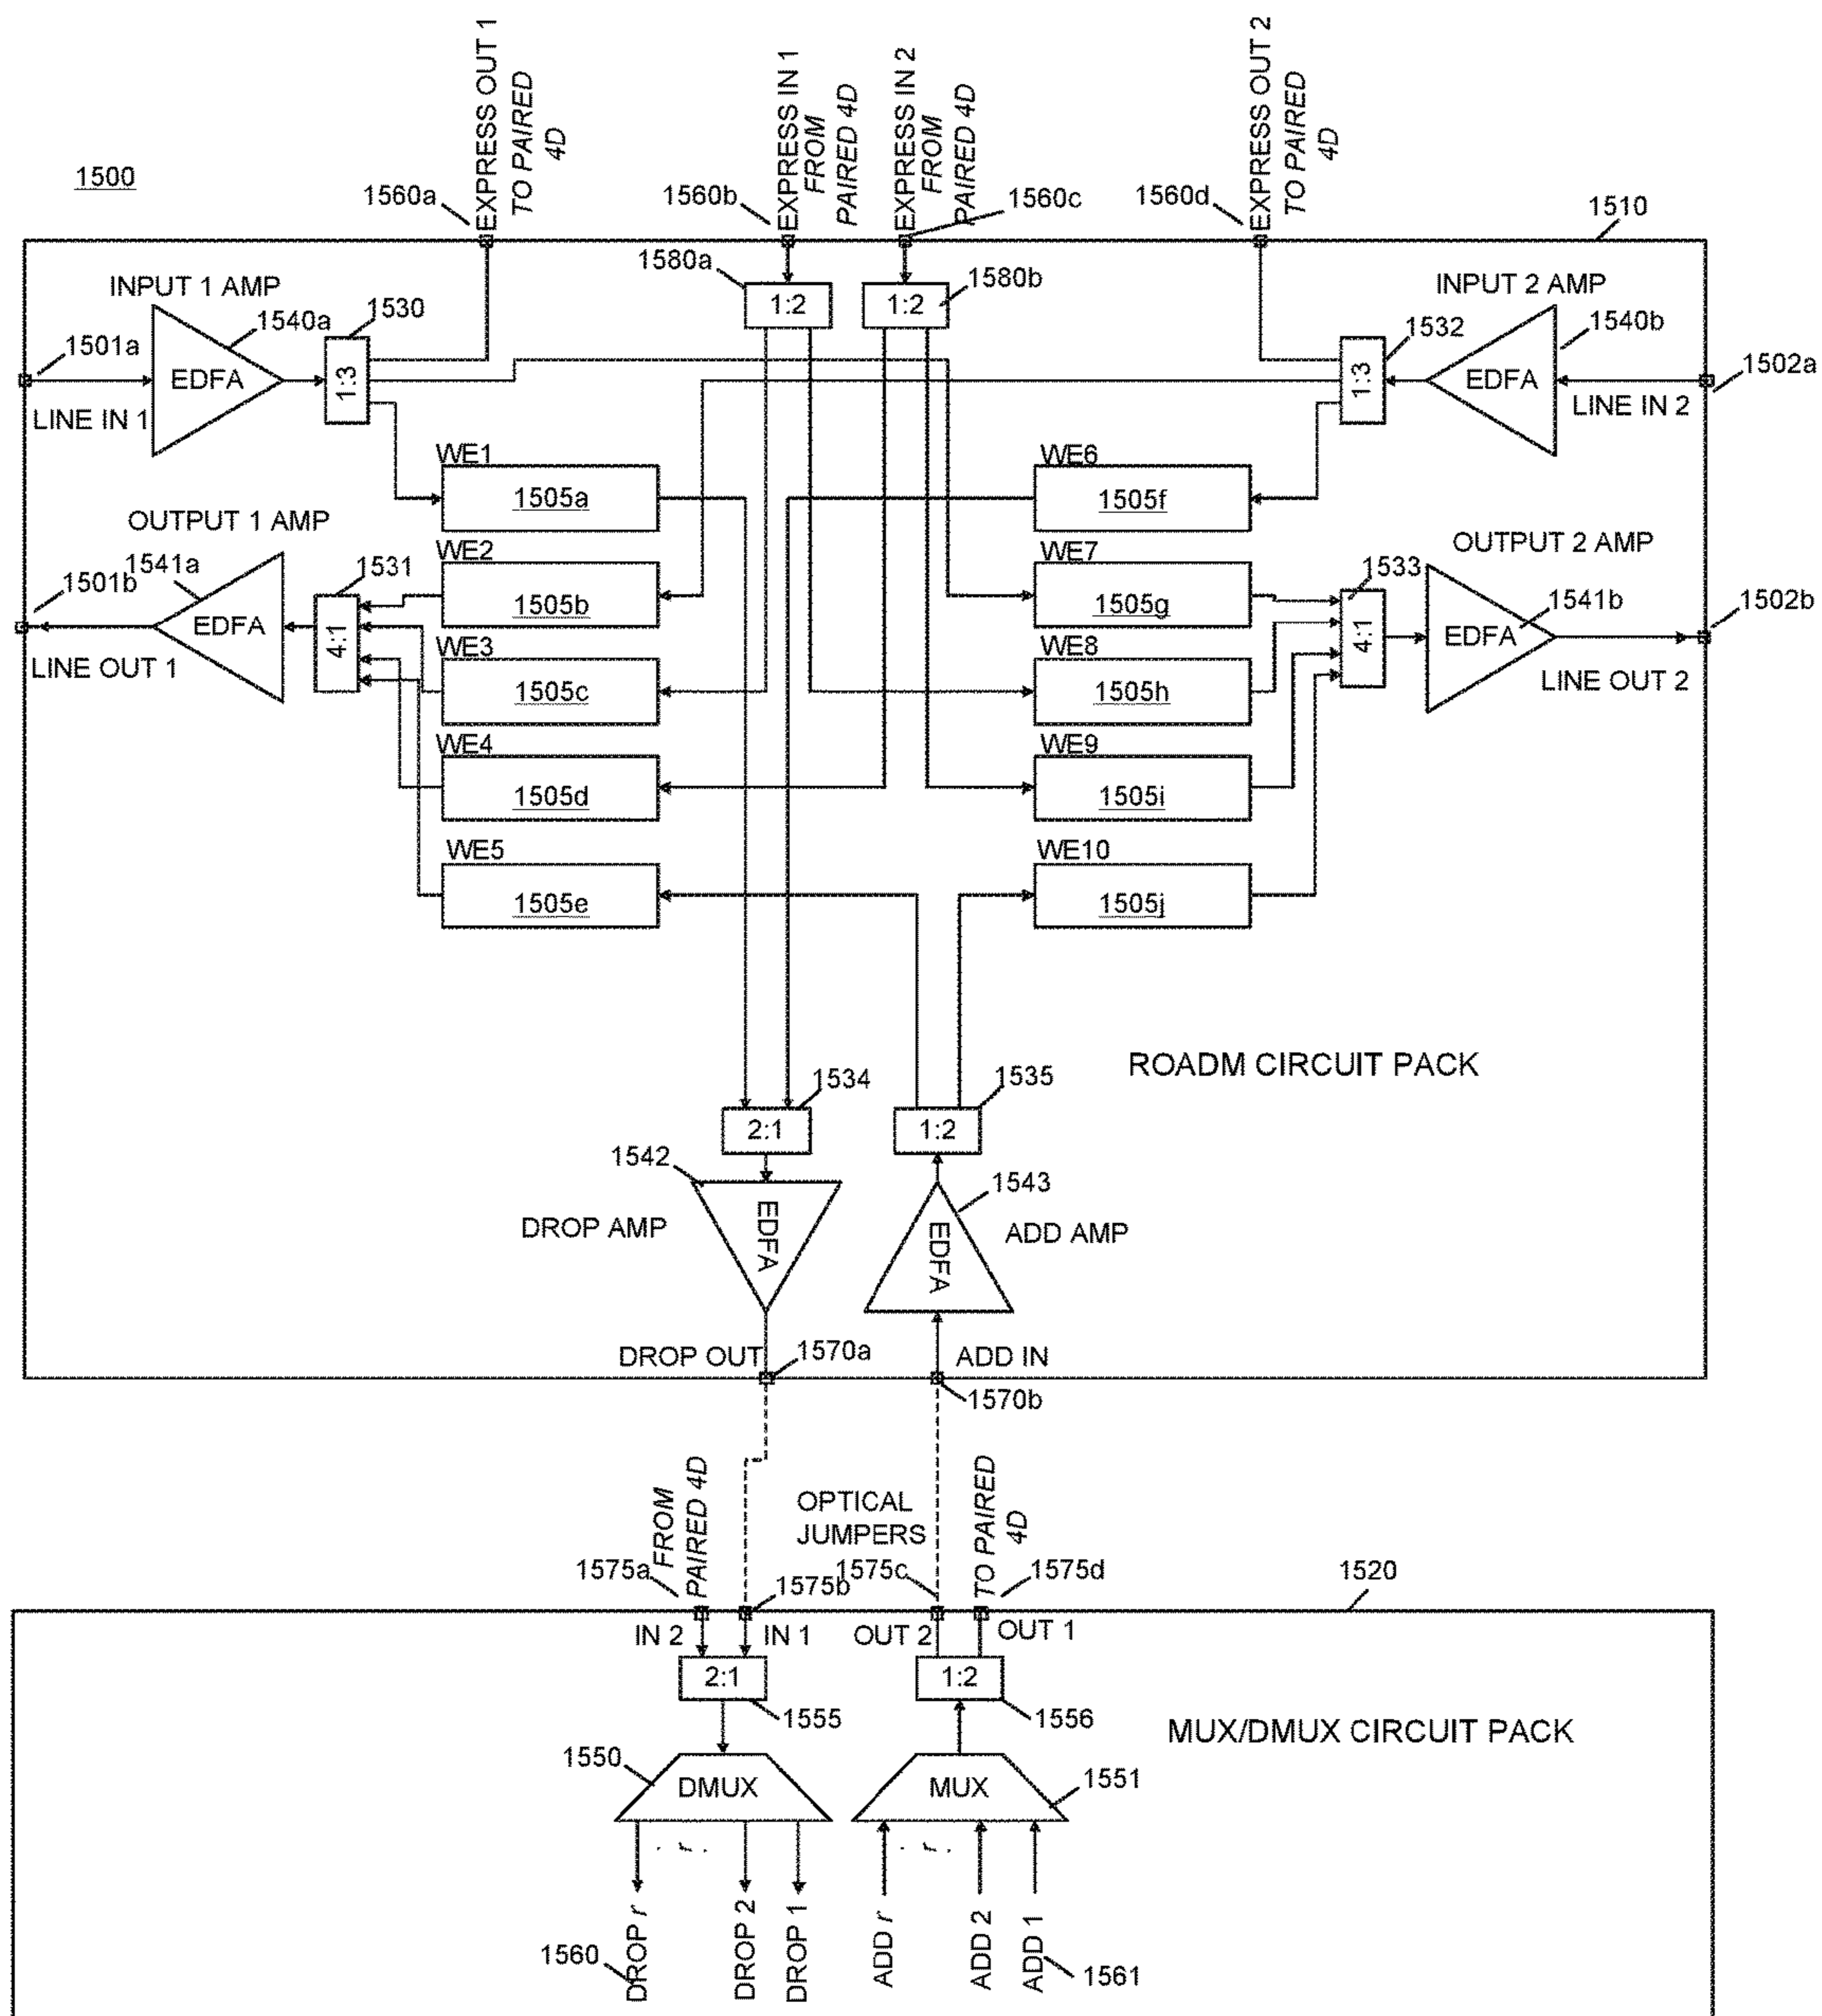 1500
EXPRESS OUT 1
TO PAIRED
4D
EXPRESS IN 1
FROM
PAIRED 4D
EXPRESS IN 2
FROM
PAIRED 4D
EXPRESS OUT 2
TO PAIRED
4D
1560a
1560b
1560c
1560d
1510
1580a
1580b
1:2
1:2
INPUT 1 AMP
1540a
1530
1501a
EDFA
1:3
LINE IN 1
INPUT 2 AMP
1540b
1532
1:3
EDFA
1502a
LINE IN 2
WE1
1505a
WE6
1505f
OUTPUT 1 AMP
1541a
1531
1501b
EDFA
4:1
LINE OUT 1
WE2
1505b
WE7
1505g
OUTPUT 2 AMP
1533
4:1
EDFA
1541b
1502b
LINE OUT 2
WE3
1505c
WE8
1505h
WE4
1505d
WE9
1505i
WE5
1505e
WE10
1505j
ROADM CIRCUIT PACK
1534
2:1
1535
1:2
1542
DROP AMP
EDFA
1543
EDFA
ADD AMP
DROP OUT
1570a
ADD IN
1570b
FROM
PAIRED 4D
OPTICAL
JUMPERS
TO PAIRED
4D
1575a
1575b
1575c
1575d
1520
IN 2
IN 1
OUT 2
OUT 1
2:1
1555
1:2
1556
MUX/DMUX CIRCUIT PACK
1550
DMUX
MUX
1551
. r .
. r .
DROP r
DROP 2
DROP 1
ADD r
ADD 2
ADD 1
1560
1561